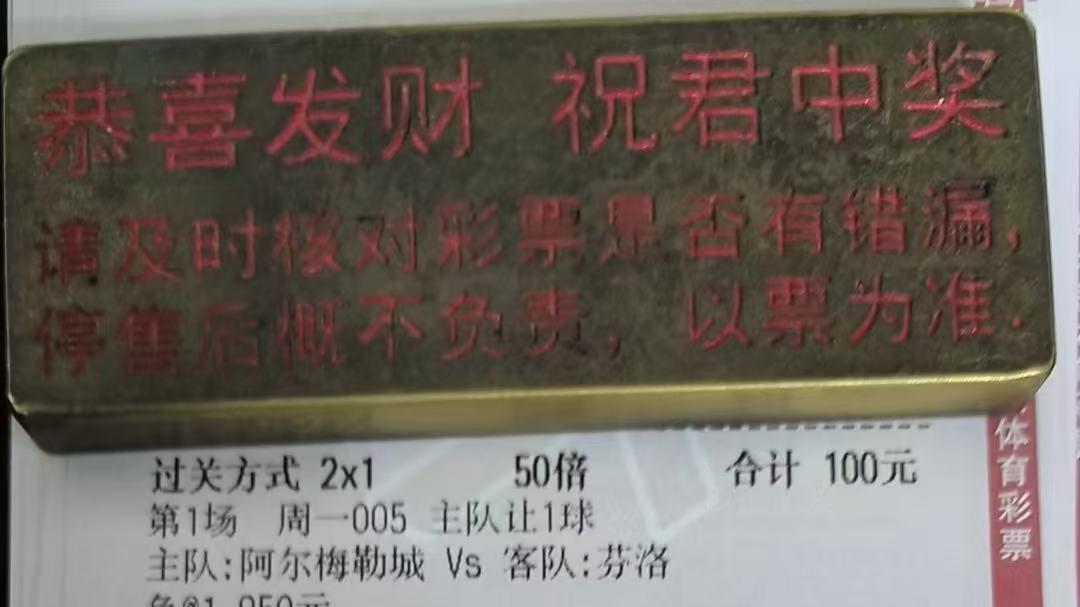 恭喜发财 祝君中奖
请及时核对彩票是否有错漏,
停售后概不负责, 以票为准.
过关方式 2x1 50倍 合计 100元
第1场 周一005 主队让1球
主队:阿尔梅勒城 Vs 客队:芬洛
体育彩票